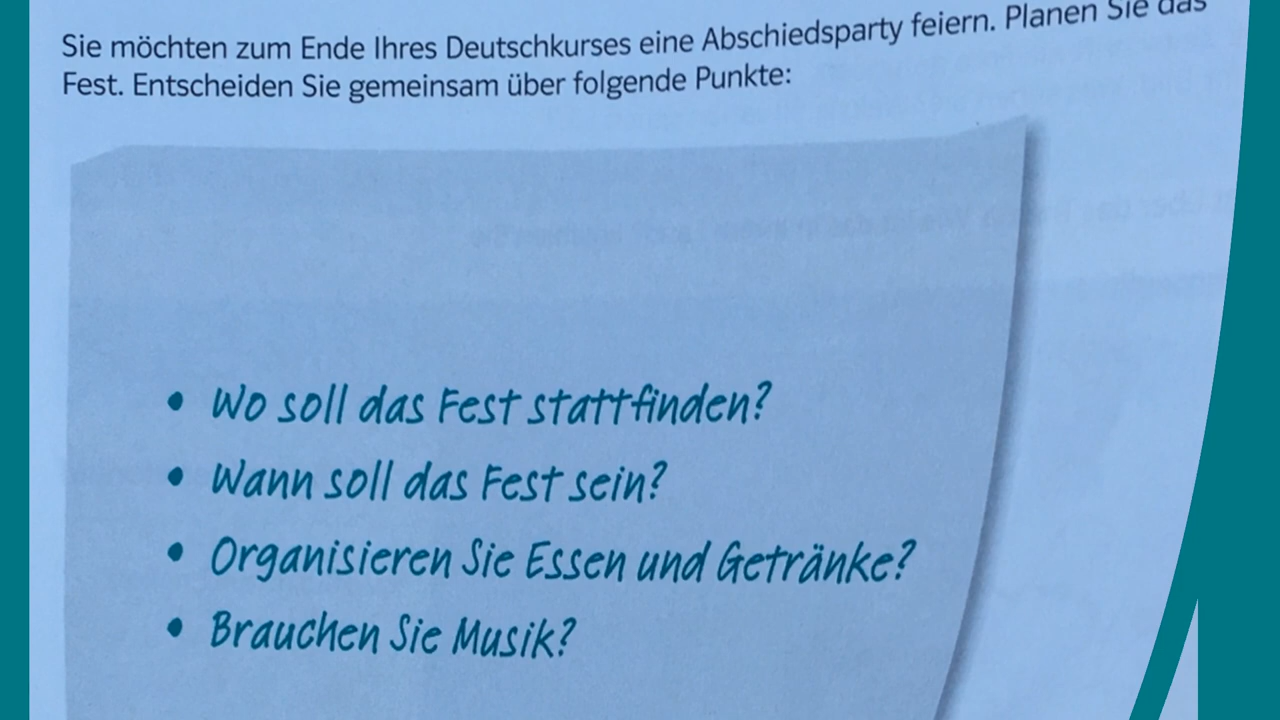 Sie möchten zum Ende Ihres Deutschkurses eine Abschiedsparty feiern. Planen Sie das
Fest. Entscheiden Sie gemeinsam über folgende Punkte:
• Wo soll das Fest stattfinden?
• Wann soll das Fest sein?
• Organisieren Sie Essen und Getränke?
• Brauchen Sie Musik?